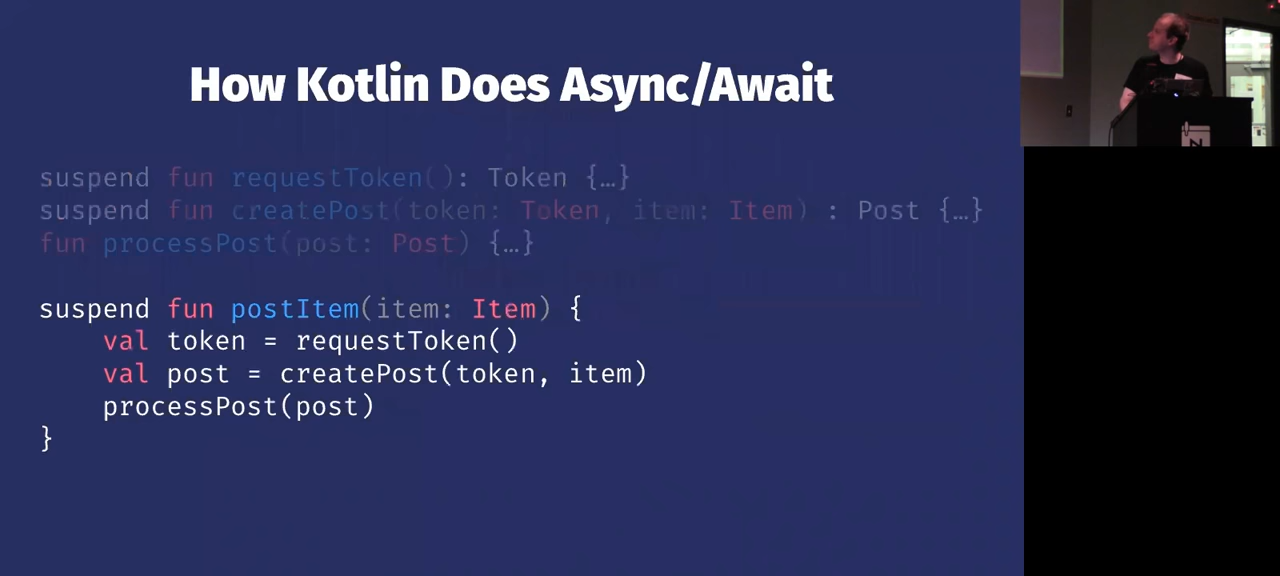 How Kotlin Does Async/Await
suspend fun requestToken(): Token {…}
suspend fun createPost(token: Token, item: Item) : Post {…}
fun processPost(post: Post) {…}
suspend fun postItem(item: Item) {
    val token = requestToken()
    val post = createPost(token, item)
    processPost(post)
}